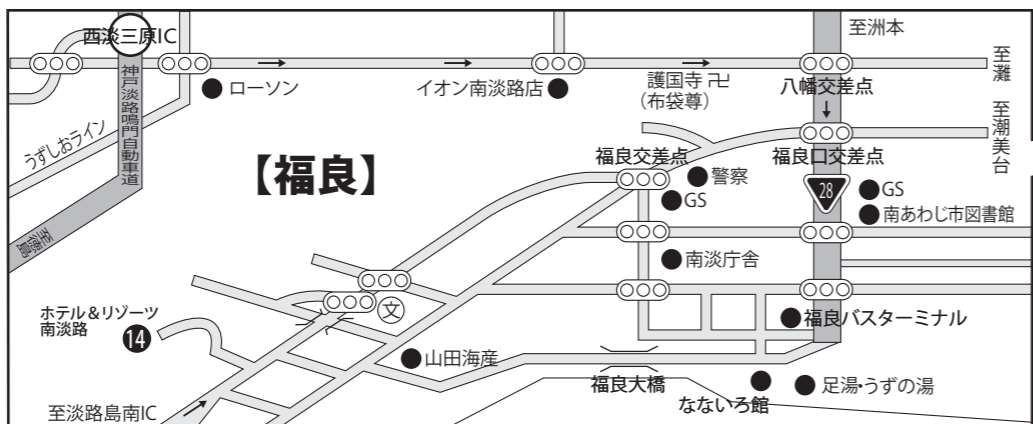 西淡三原IC
至洲本
至灘
ローソン
イオン南淡路店
護国寺卍
(布袋尊)
八幡交差点
神戸淡路鳴門自動車道
至潮美台
うずしおライン
【福良】
福良交差点
福良口交差点
警察
GS
28
GS
南あわじ市図書館
至徳島
南淡庁舎
ホテル&リゾーツ
南淡路
14
文
福良バスターミナル
山田海産
福良大橋
足湯・うずの湯
なないろ館
至淡路島南IC